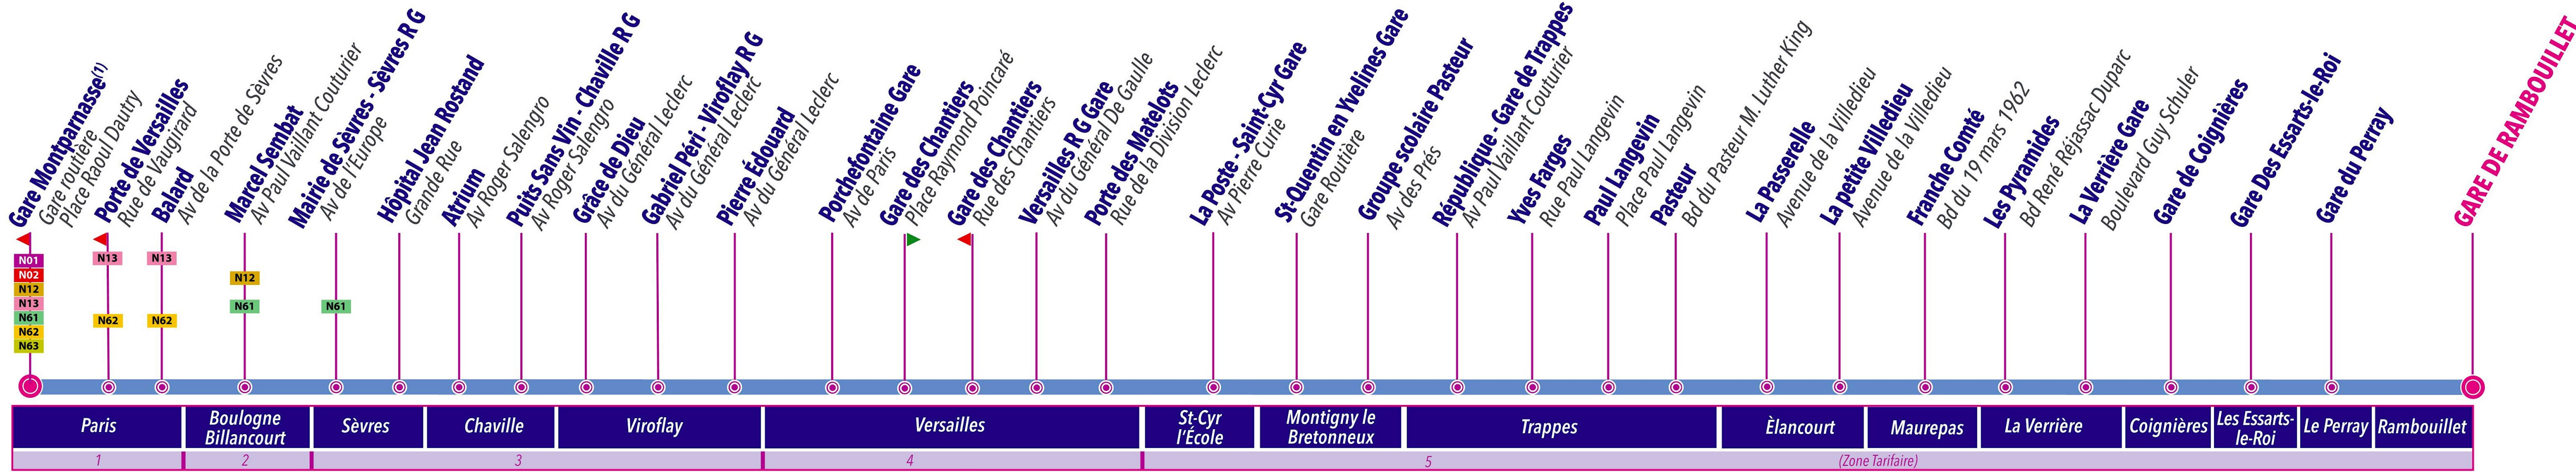 Gare Montparnasse(1)
Gare routière
Place Raoul Dautry
Porte de Versailles
Rue de Vaugirard
Balard
Av de la Porte de Sèvres
Marcel Sembat
Av Paul Vaillant Couturier
Mairie de Sèvres - Sèvres R G
Av de l'Europe
Hôpital Jean Rostand
Grande Rue
Atrium
Av Roger Salengro
Puits Sans Vin - Chaville R G
Av Roger Salengro
Grâce de Dieu
Av du Général Leclerc
Gabriel Péri - Viroflay R G
Av du Général Leclerc
Pierre Édouard
Av du Général Leclerc
Porchefontaine Gare
Av de Paris
Gare des Chantiers
Place Raymond Poincaré
Gare des Chantiers
Rue des Chantiers
Versailles R G Gare
Av du Général De Gaulle
Porte des Matelots
Rue de la Division Leclerc
La Poste - Saint-Cyr Gare
Av Pierre Curie
St-Quentin en Yvelines Gare
Gare Routière
Groupe scolaire Pasteur
Av des Prés
République - Gare de Trappes
Av Paul Vaillant Couturier
Yves Farges
Rue Paul Langevin
Paul Langevin
Place Paul Langevin
Pasteur
Bd du Pasteur M. Luther King
La Passerelle
Avenue de la Villedieu
La petite Villedieu
Avenue de la Villedieu
Franche Comté
Bd du 19 mars 1962
Les Pyramides
Bd René Réjassac Duparc
La Verrière Gare
Boulevard Guy Schuler
Gare de Coignières
Gare Des Essarts-le-Roi
Gare du Perray
GARE DE RAMBOUILLET
N01
N02
N12
N13
N61
N62
N63
N13
N62
N13
N62
N12
N61
N61
Paris
Boulogne
Billancourt
Sèvres
Chaville
Viroflay
Versailles
St-Cyr
l'École
Montigny le
Bretonneux
Trappes
Èlancourt
Maurepas
La Verrière
Coignières
Les Essarts-
le-Roi
Le Perray
Rambouillet
1
2
3
4
5
(Zone Tarifaire)